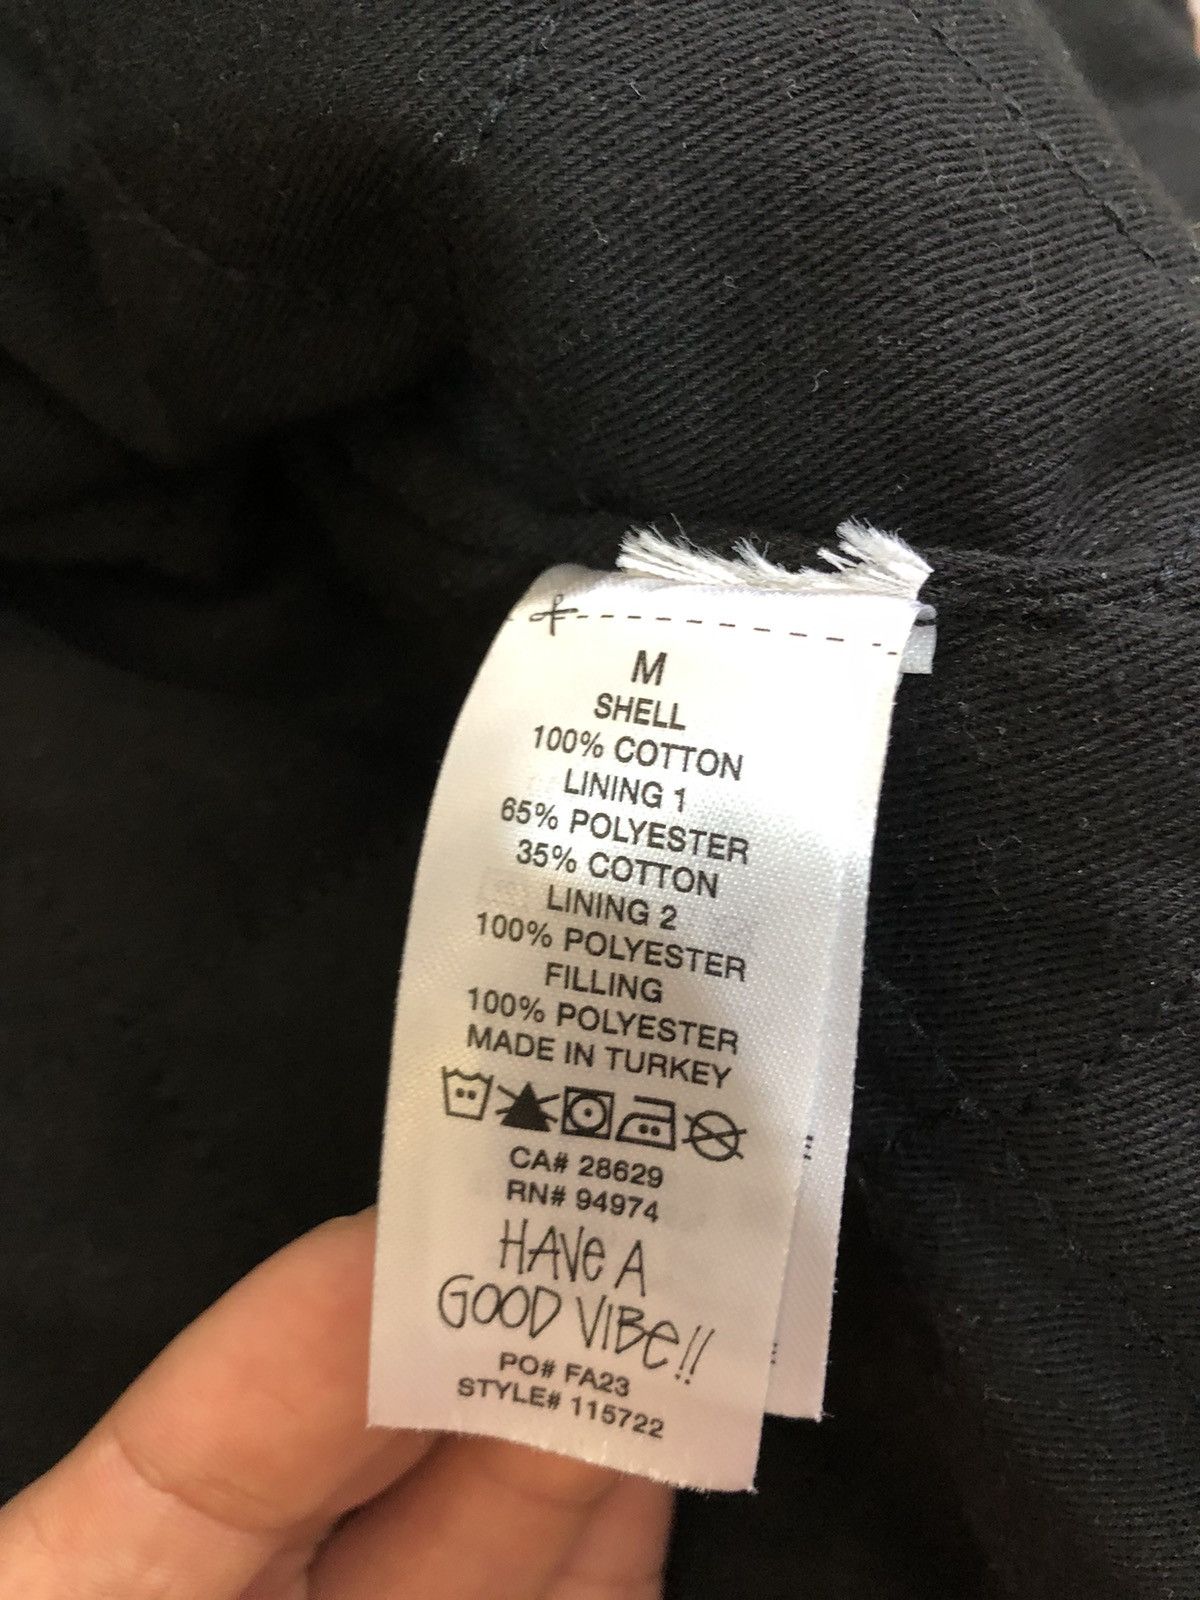 M
SHELL
100% COTTON
LINING 1
65% POLYESTER
35% COTTON
LINING 2
100% POLYESTER
FILLING
100% POLYESTER
MADE IN TURKEY
CA# 28629
RN# 94974
HAVe A
GOOD VIBe!!
PO# FA23
STYLE# 115722